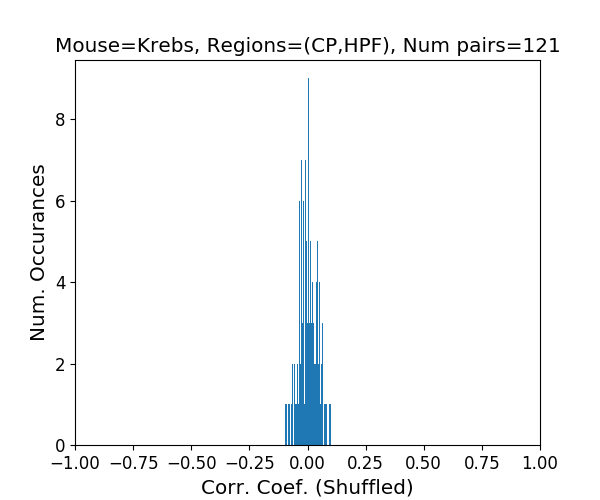 Mouse=Krebs, Regions=(CP,HPF), Num pairs=121
8
6
4
2
0
Num. Occurances
−1.00 −0.75 −0.50 −0.25 0.00 0.25 0.50 0.75 1.00
Corr. Coef. (Shuffled)